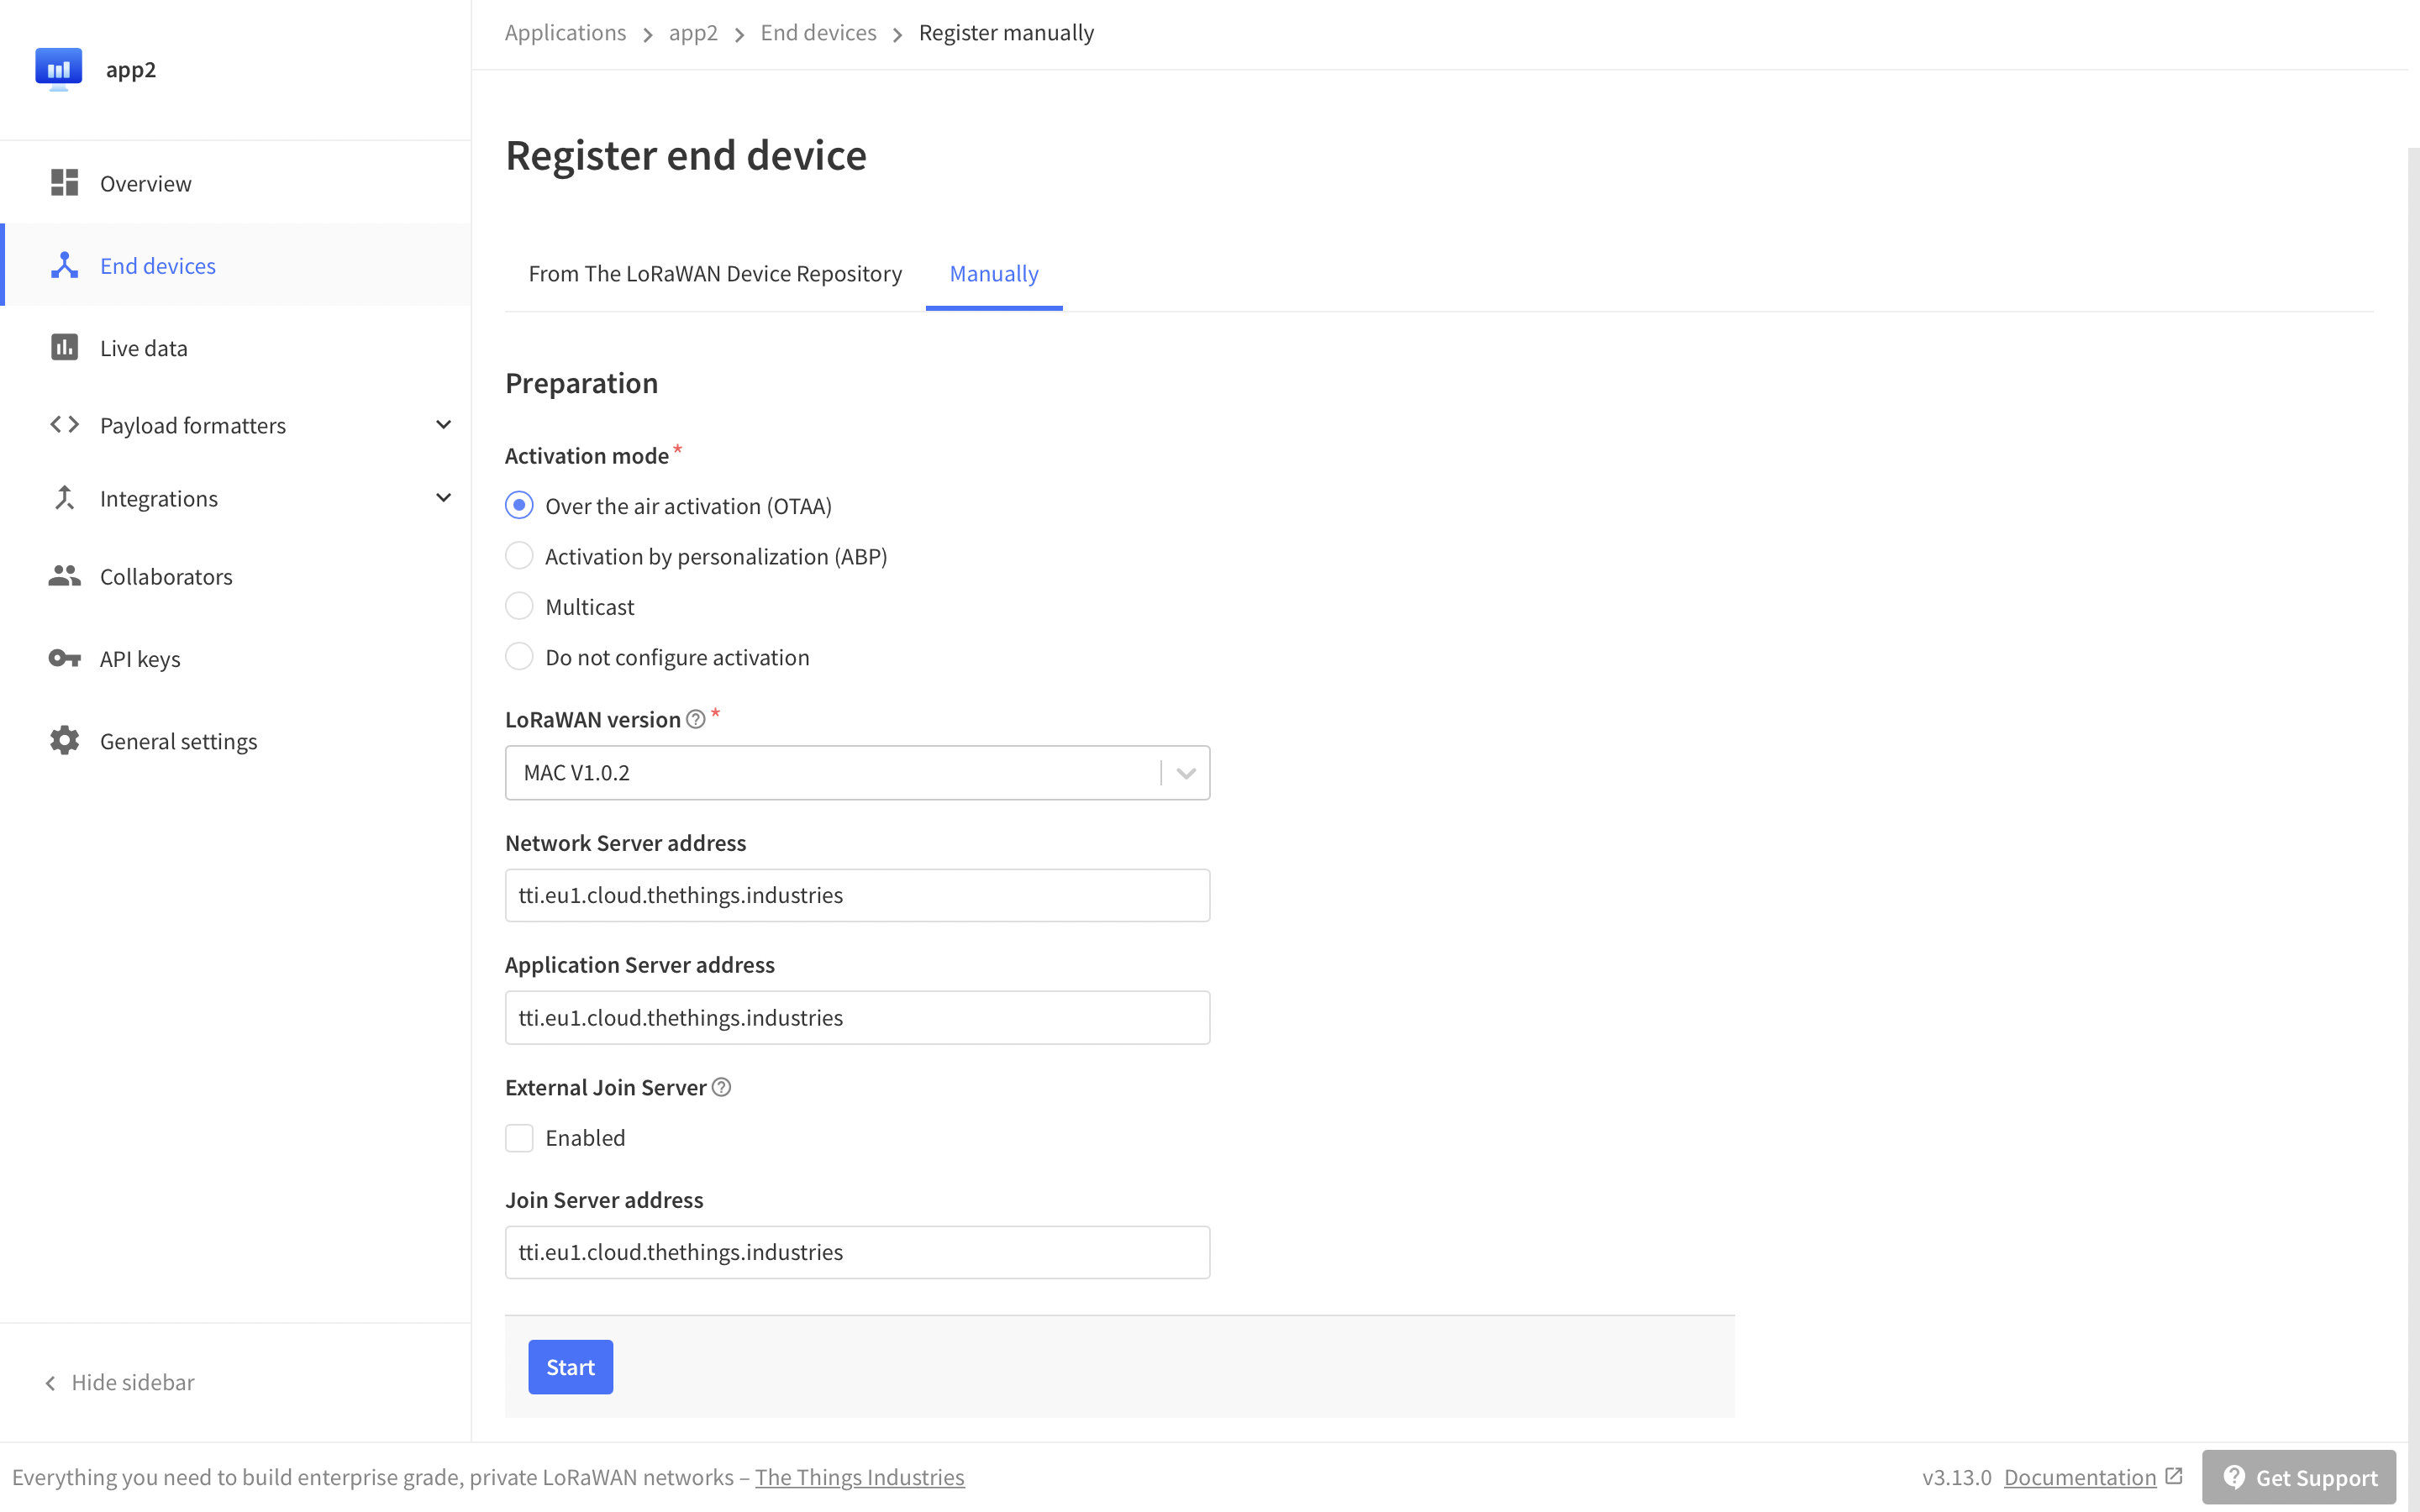 Applications > app2 > End devices > Register manually
app2
Overview
End devices
Live data
Payload formatters
Integrations
Collaborators
API keys
General settings
Hide sidebar
Register end device
From The LoRaWAN Device Repository
Manually
Preparation
Activation mode *
Over the air activation (OTAA)
Activation by personalization (ABP)
Multicast
Do not configure activation
LoRaWAN version ? *
MAC V1.0.2
Network Server address
tti.eu1.cloud.thethings.industries
Application Server address
tti.eu1.cloud.thethings.industries
External Join Server ?
Enabled
Join Server address
tti.eu1.cloud.thethings.industries
Start
Everything you need to build enterprise grade, private LoRaWAN networks – The Things Industries
v3.13.0 Documentation
? Get Support